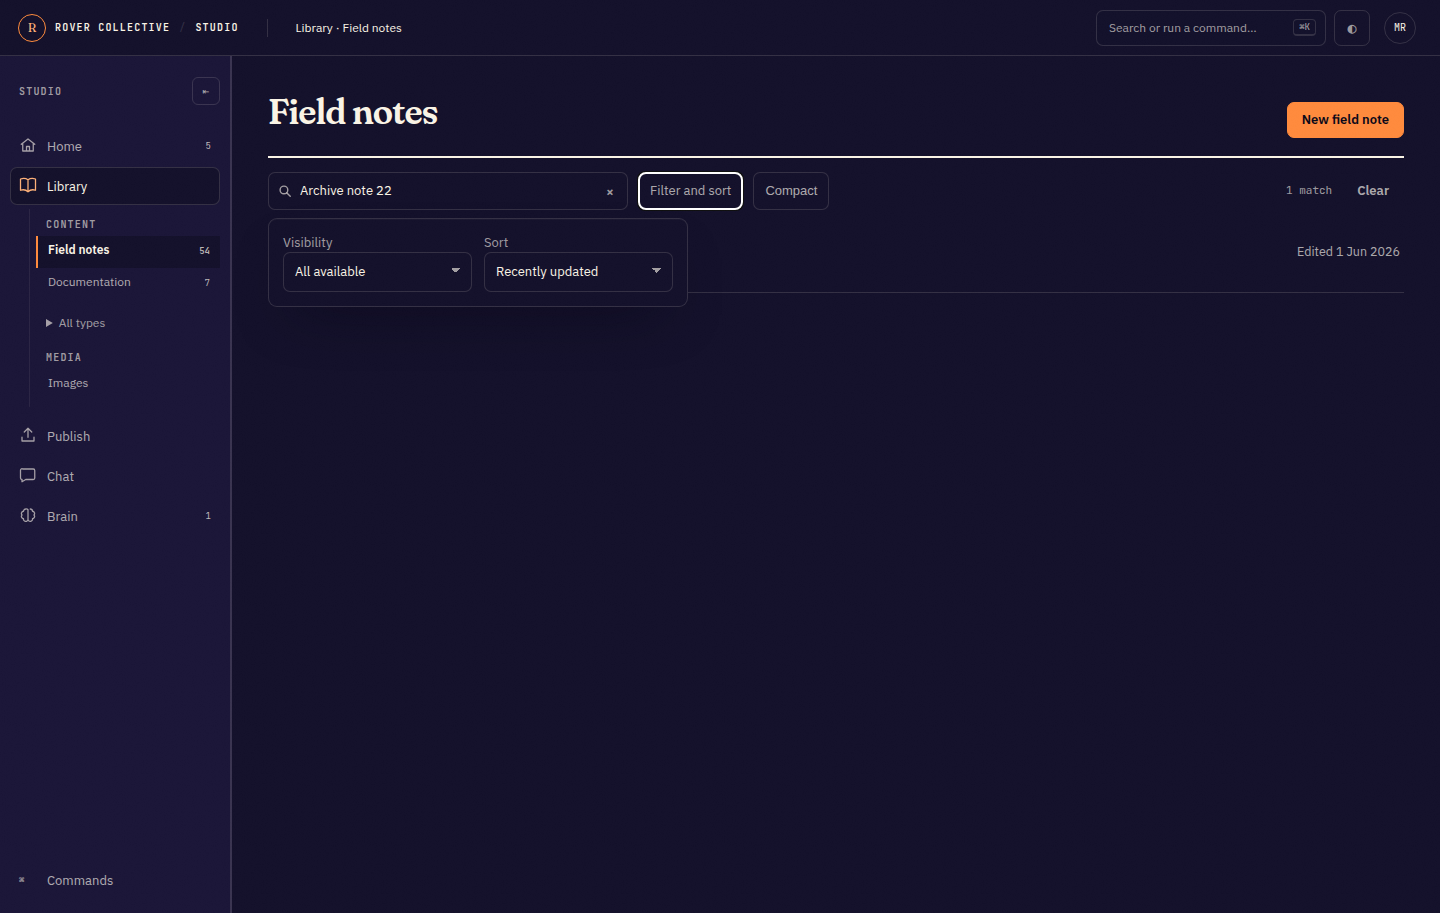 R ROVER COLLECTIVE / STUDIO Library · Field notes Search or run a command... ⌘K MR
STUDIO
Home 5
Library
CONTENT
Field notes 54
Documentation 7
All types
MEDIA
Images
Publish
Chat
Brain 1
⌘ Commands
Field notes
New field note
Archive note 22 × Filter and sort Compact 1 match Clear
Visibility Sort
All available Recently updated
Edited 1 Jun 2026